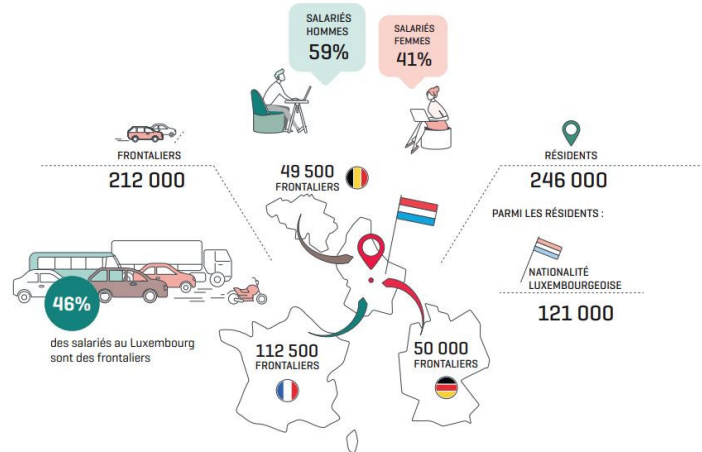 SALARIÉS
HOMMES
59%
SALARIÉS
FEMMES
41%
FRONTALIERS
212 000
49 500
FRONTALIERS
RÉSIDENTS
246 000
PARMI LES RÉSIDENTS :
NATIONALITÉ
LUXEMBOURGEOISE
121 000
46%
des salariés au Luxembourg
sont des frontaliers
112 500
FRONTALIERS
50 000
FRONTALIERS